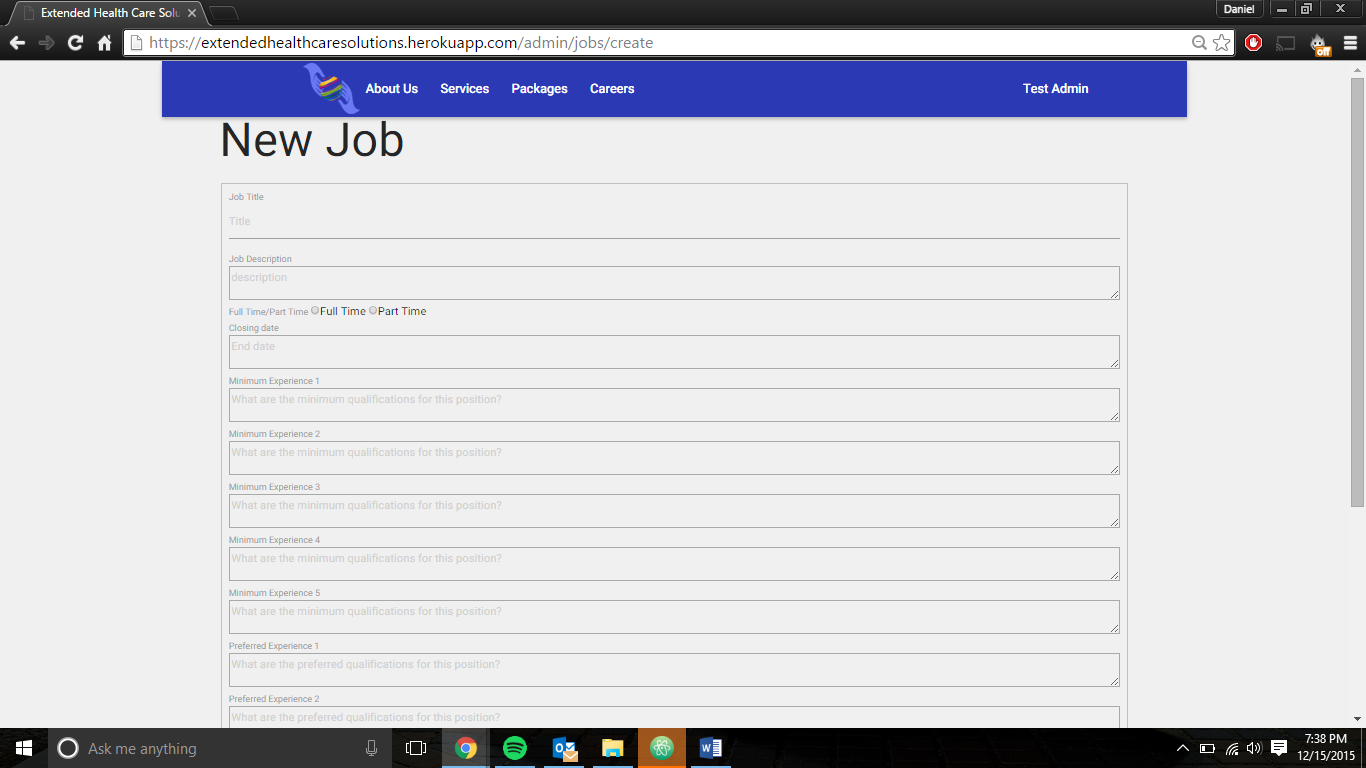 Extended Health Care Solu
Daniel
https://extendedhealthcaresolutions.herokuapp.com/admin/jobs/create
off
About Us Services Packages Careers Test Admin
New Job
Job Title
Title
Job Description
description
Full Time/Part Time Full Time Part Time
Closing date
End date
Minimum Experience 1
What are the minimum qualifications for this position?
Minimum Experience 2
What are the minimum qualifications for this position?
Minimum Experience 3
What are the minimum qualifications for this position?
Minimum Experience 4
What are the minimum qualifications for this position?
Minimum Experience 5
What are the minimum qualifications for this position?
Preferred Experience 1
What are the preferred qualifications for this position?
Preferred Experience 2
What are the preferred qualifications for this position?
Ask me anything
7:38 PM
12/15/2015